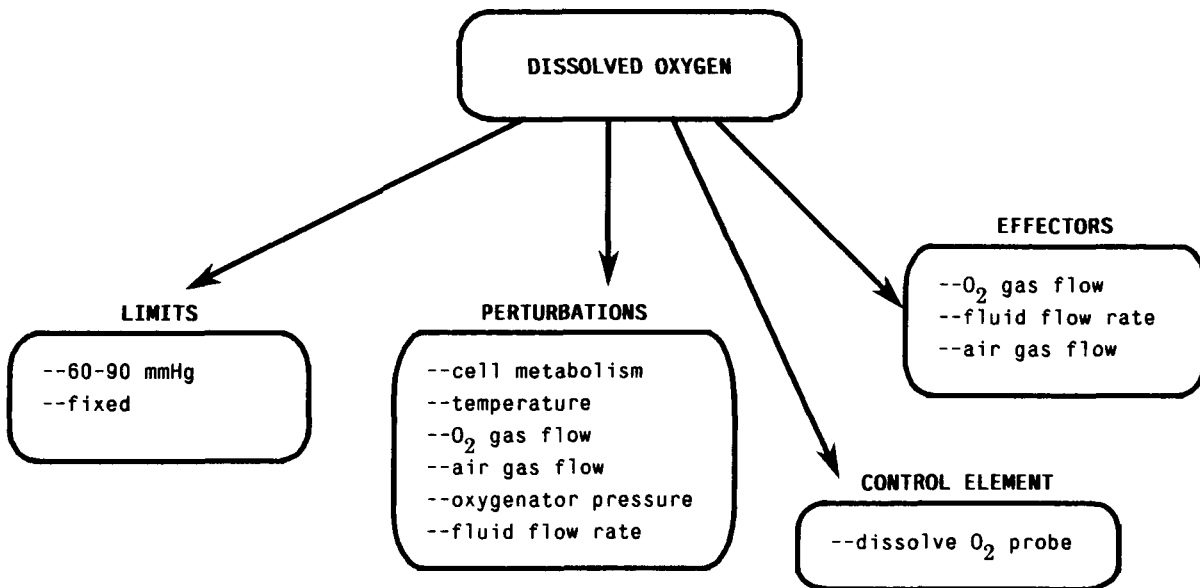 DISSOLVED OXYGEN
LIMITS
--60-90 mmHg
--fixed
PERTURBATIONS
--cell metabolism
--temperature
--O2 gas flow
--air gas flow
--oxygenator pressure
--fluid flow rate
EFFECTORS
--O2 gas flow
--fluid flow rate
--air gas flow
CONTROL ELEMENT
--dissolve O2 probe